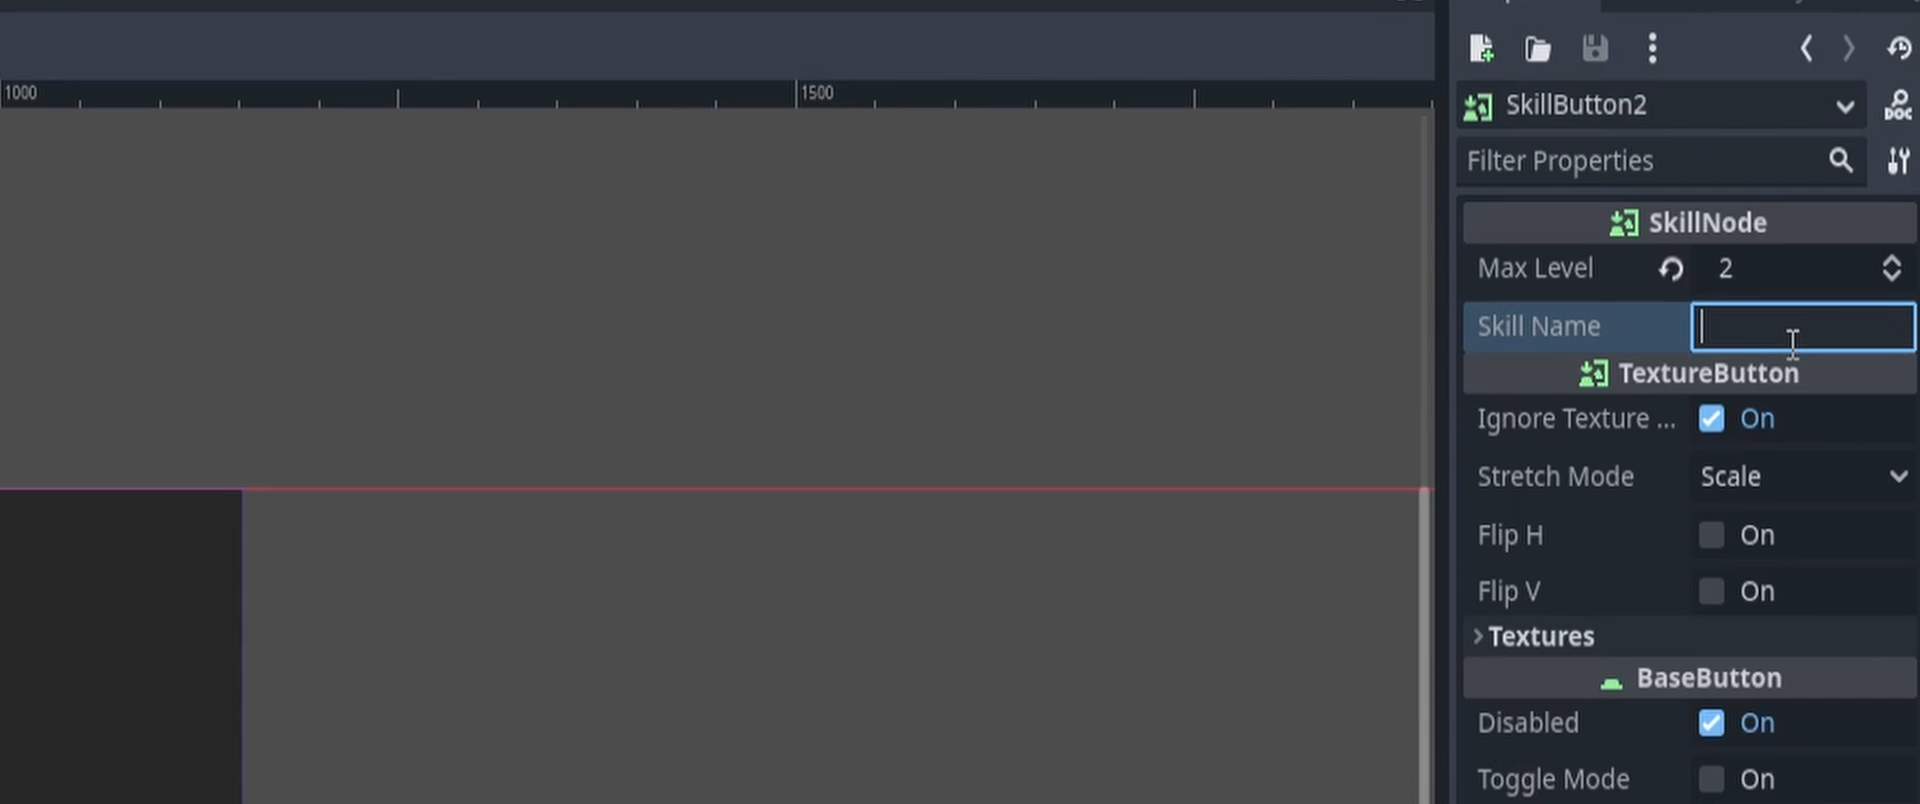 1000
1500
SkillButton2
DOC
Filter Properties
SkillNode
Max Level 2
Skill Name
TextureButton
Ignore Texture ... On
Stretch Mode Scale
Flip H On
Flip V On
Textures
BaseButton
Disabled On
Toggle Mode On